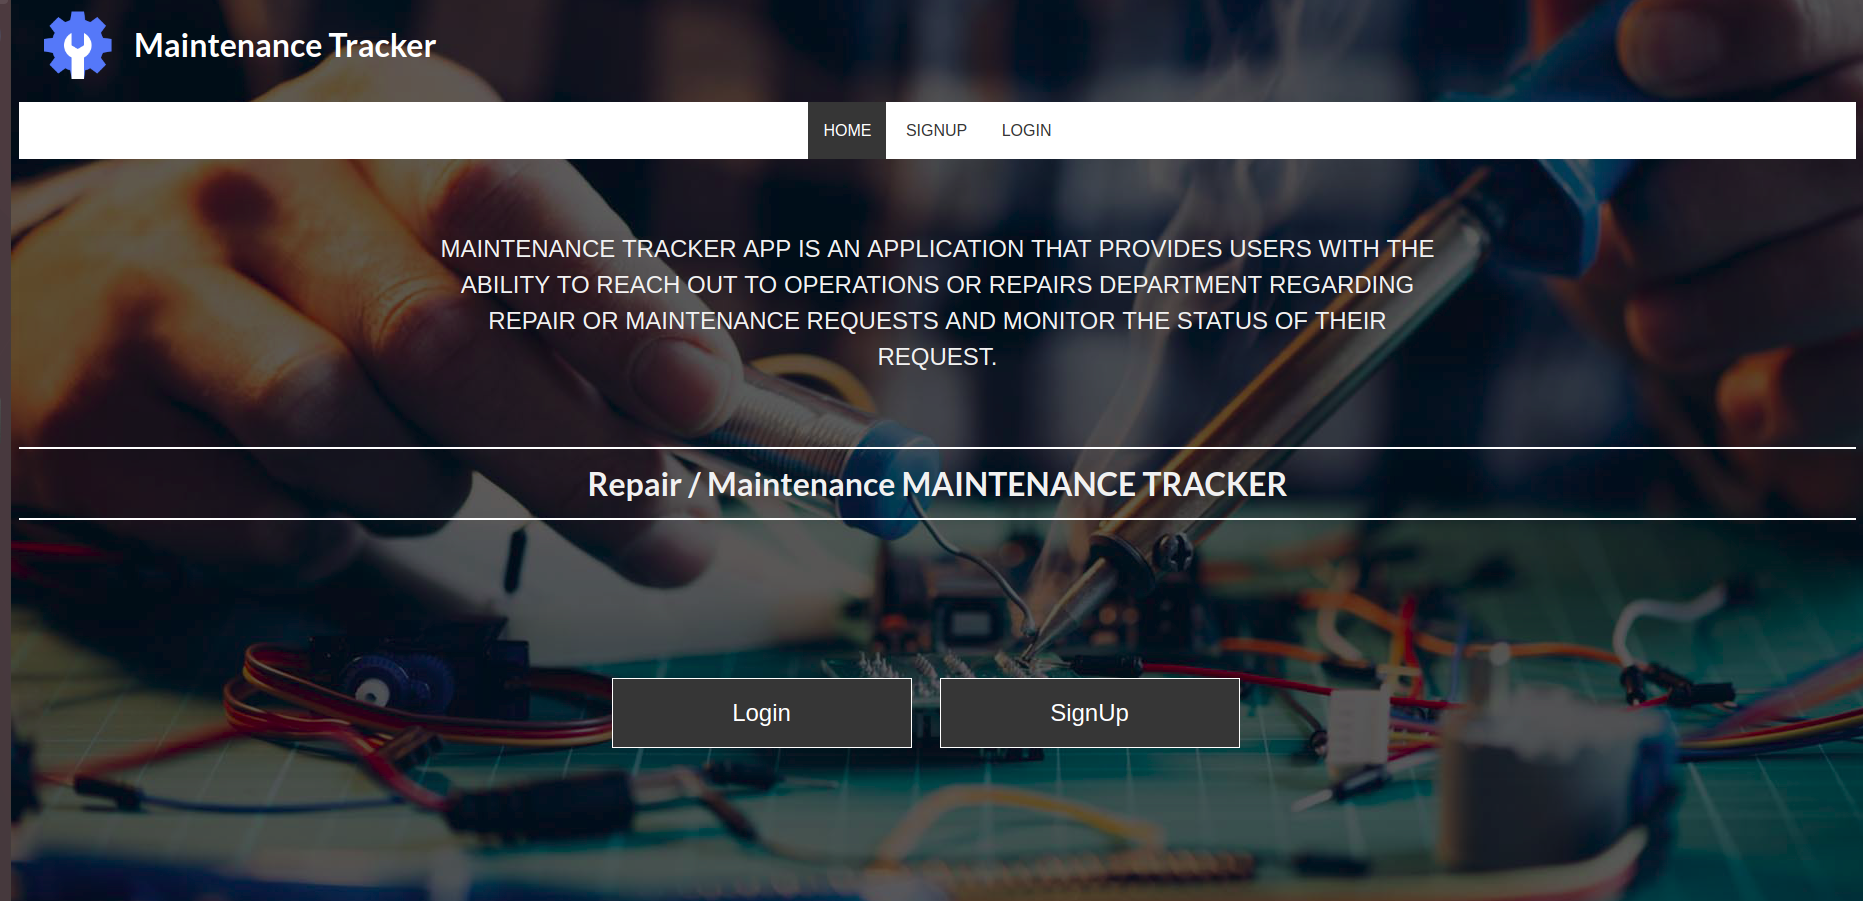 Maintenance Tracker
HOME SIGNUP LOGIN
MAINTENANCE TRACKER APP IS AN APPLICATION THAT PROVIDES USERS WITH THE
ABILITY TO REACH OUT TO OPERATIONS OR REPAIRS DEPARTMENT REGARDING
REPAIR OR MAINTENANCE REQUESTS AND MONITOR THE STATUS OF THEIR
REQUEST.
Repair / Maintenance MAINTENANCE TRACKER
Login SignUp